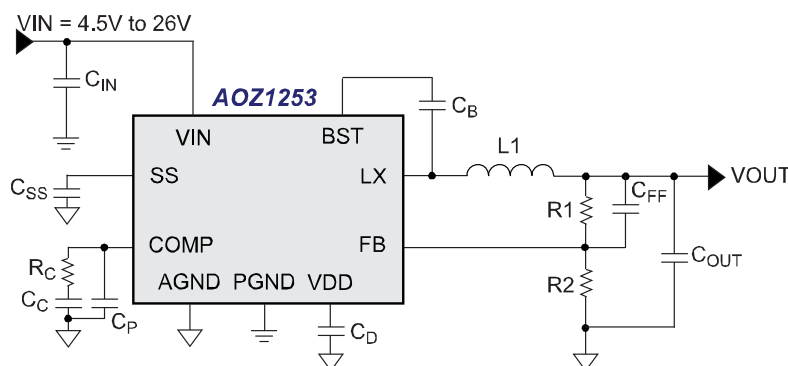 VIN = 4.5V to 26V
CIN
AOZ1253
CB
VIN
BST
L1
CSS
SS
LX
VOUT
R1
CFF
COMP
FB
RC
COUT
AGND
PGND
VDD
R2
CC
CP
CD